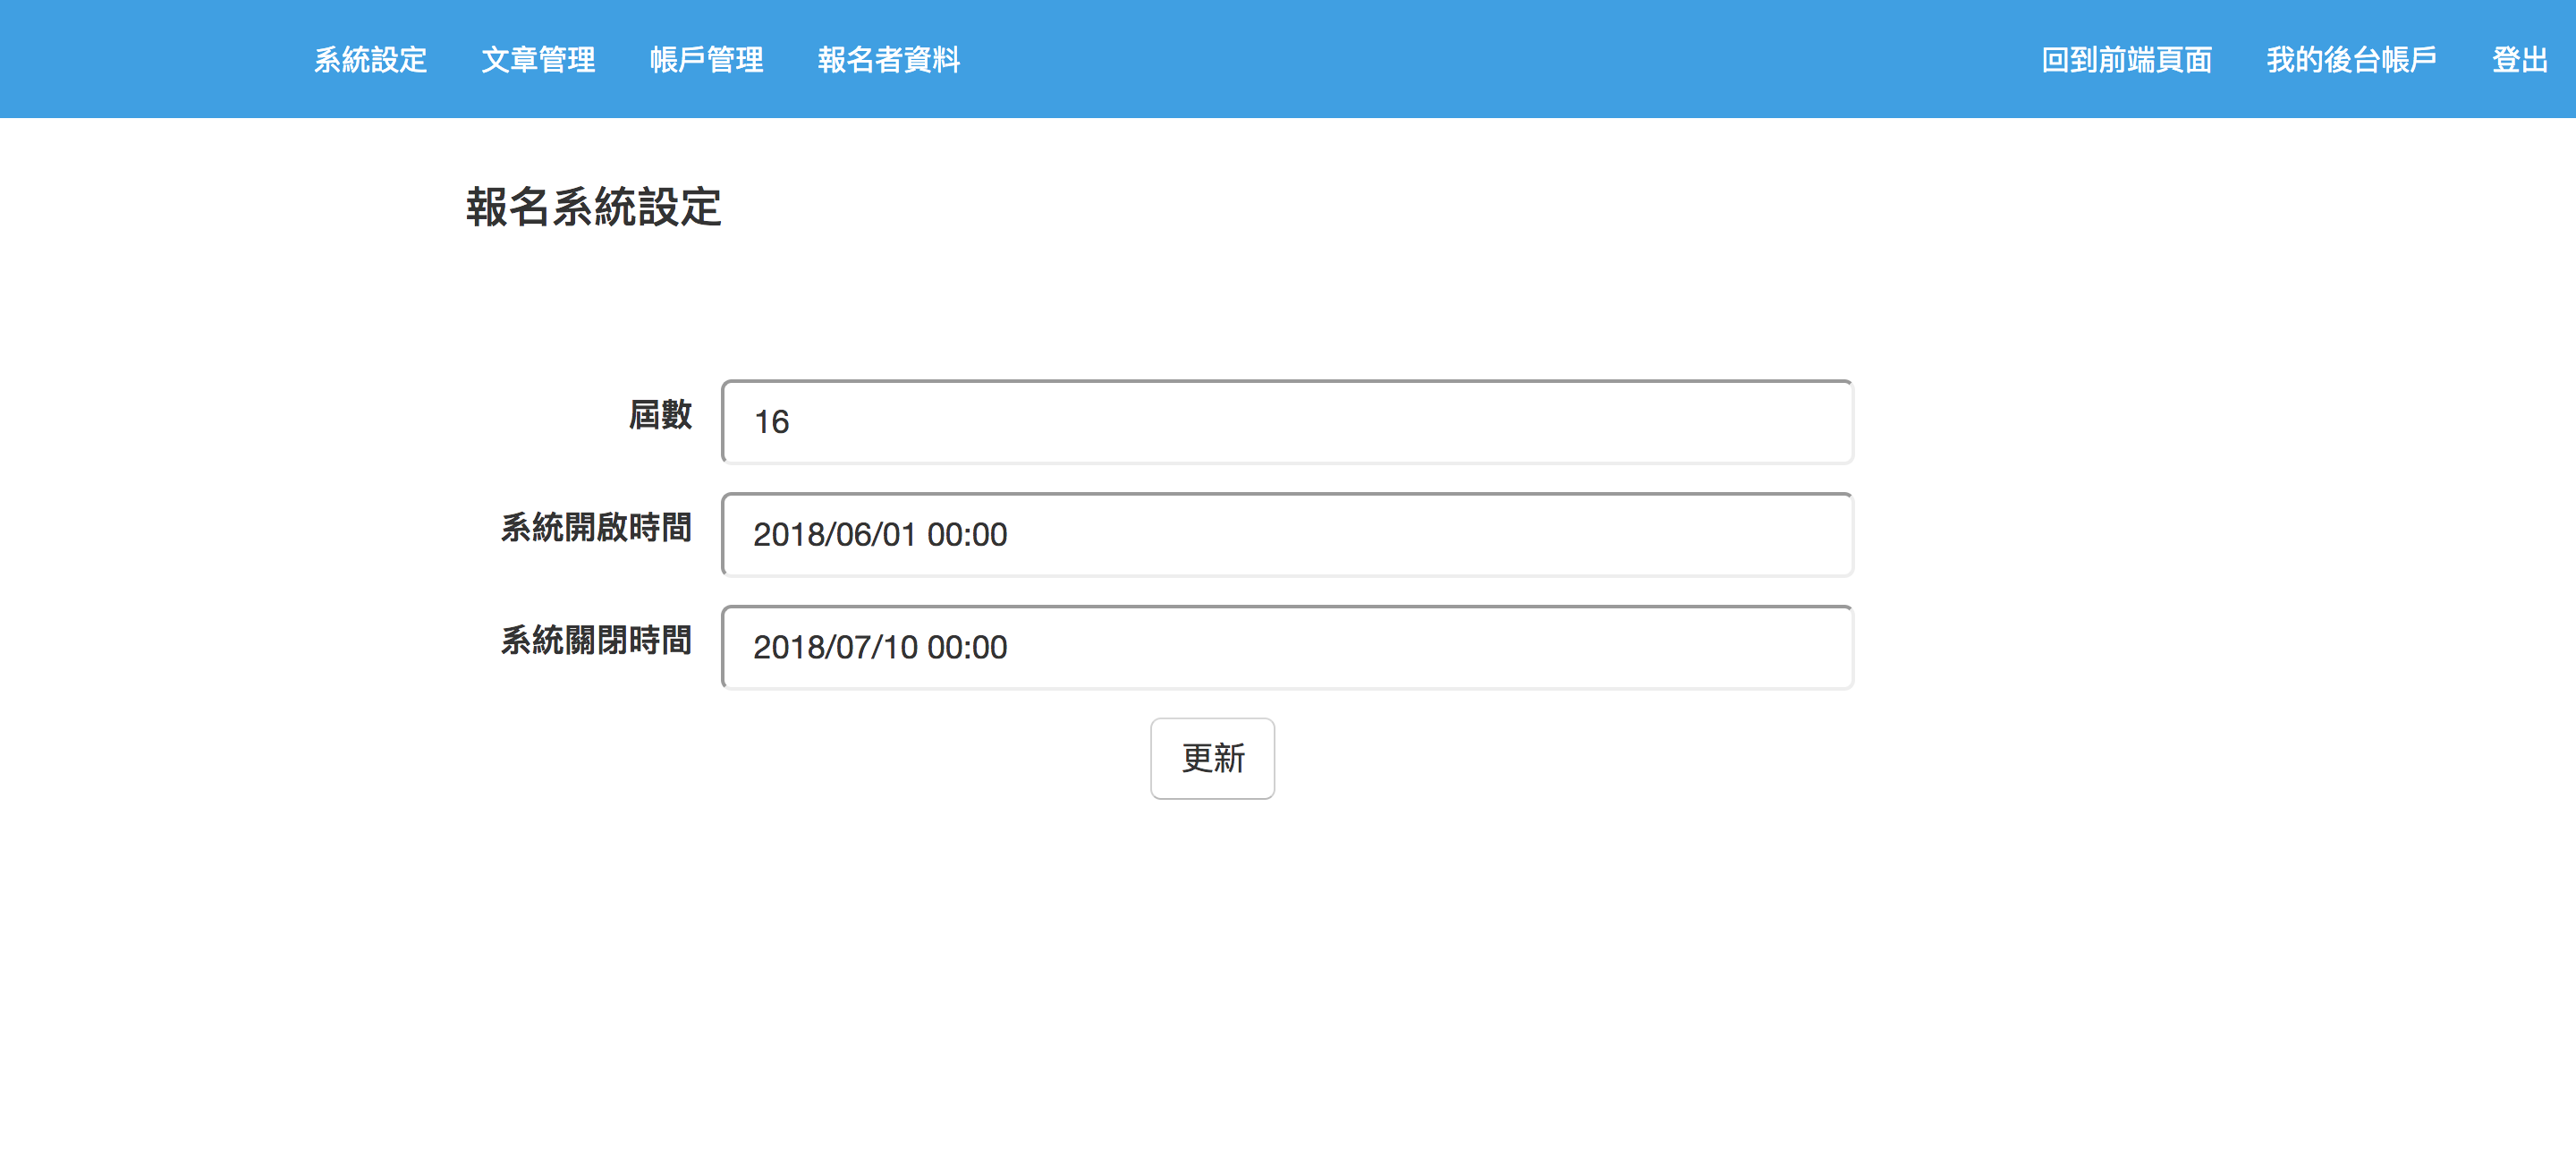 系統設定 文章管理 帳戶管理 報名者資料 回到前端頁面 我的後台帳戶 登出
報名系統設定
屆數 16
系統開啟時間 2018/06/01 00:00
系統關閉時間 2018/07/10 00:00
更新